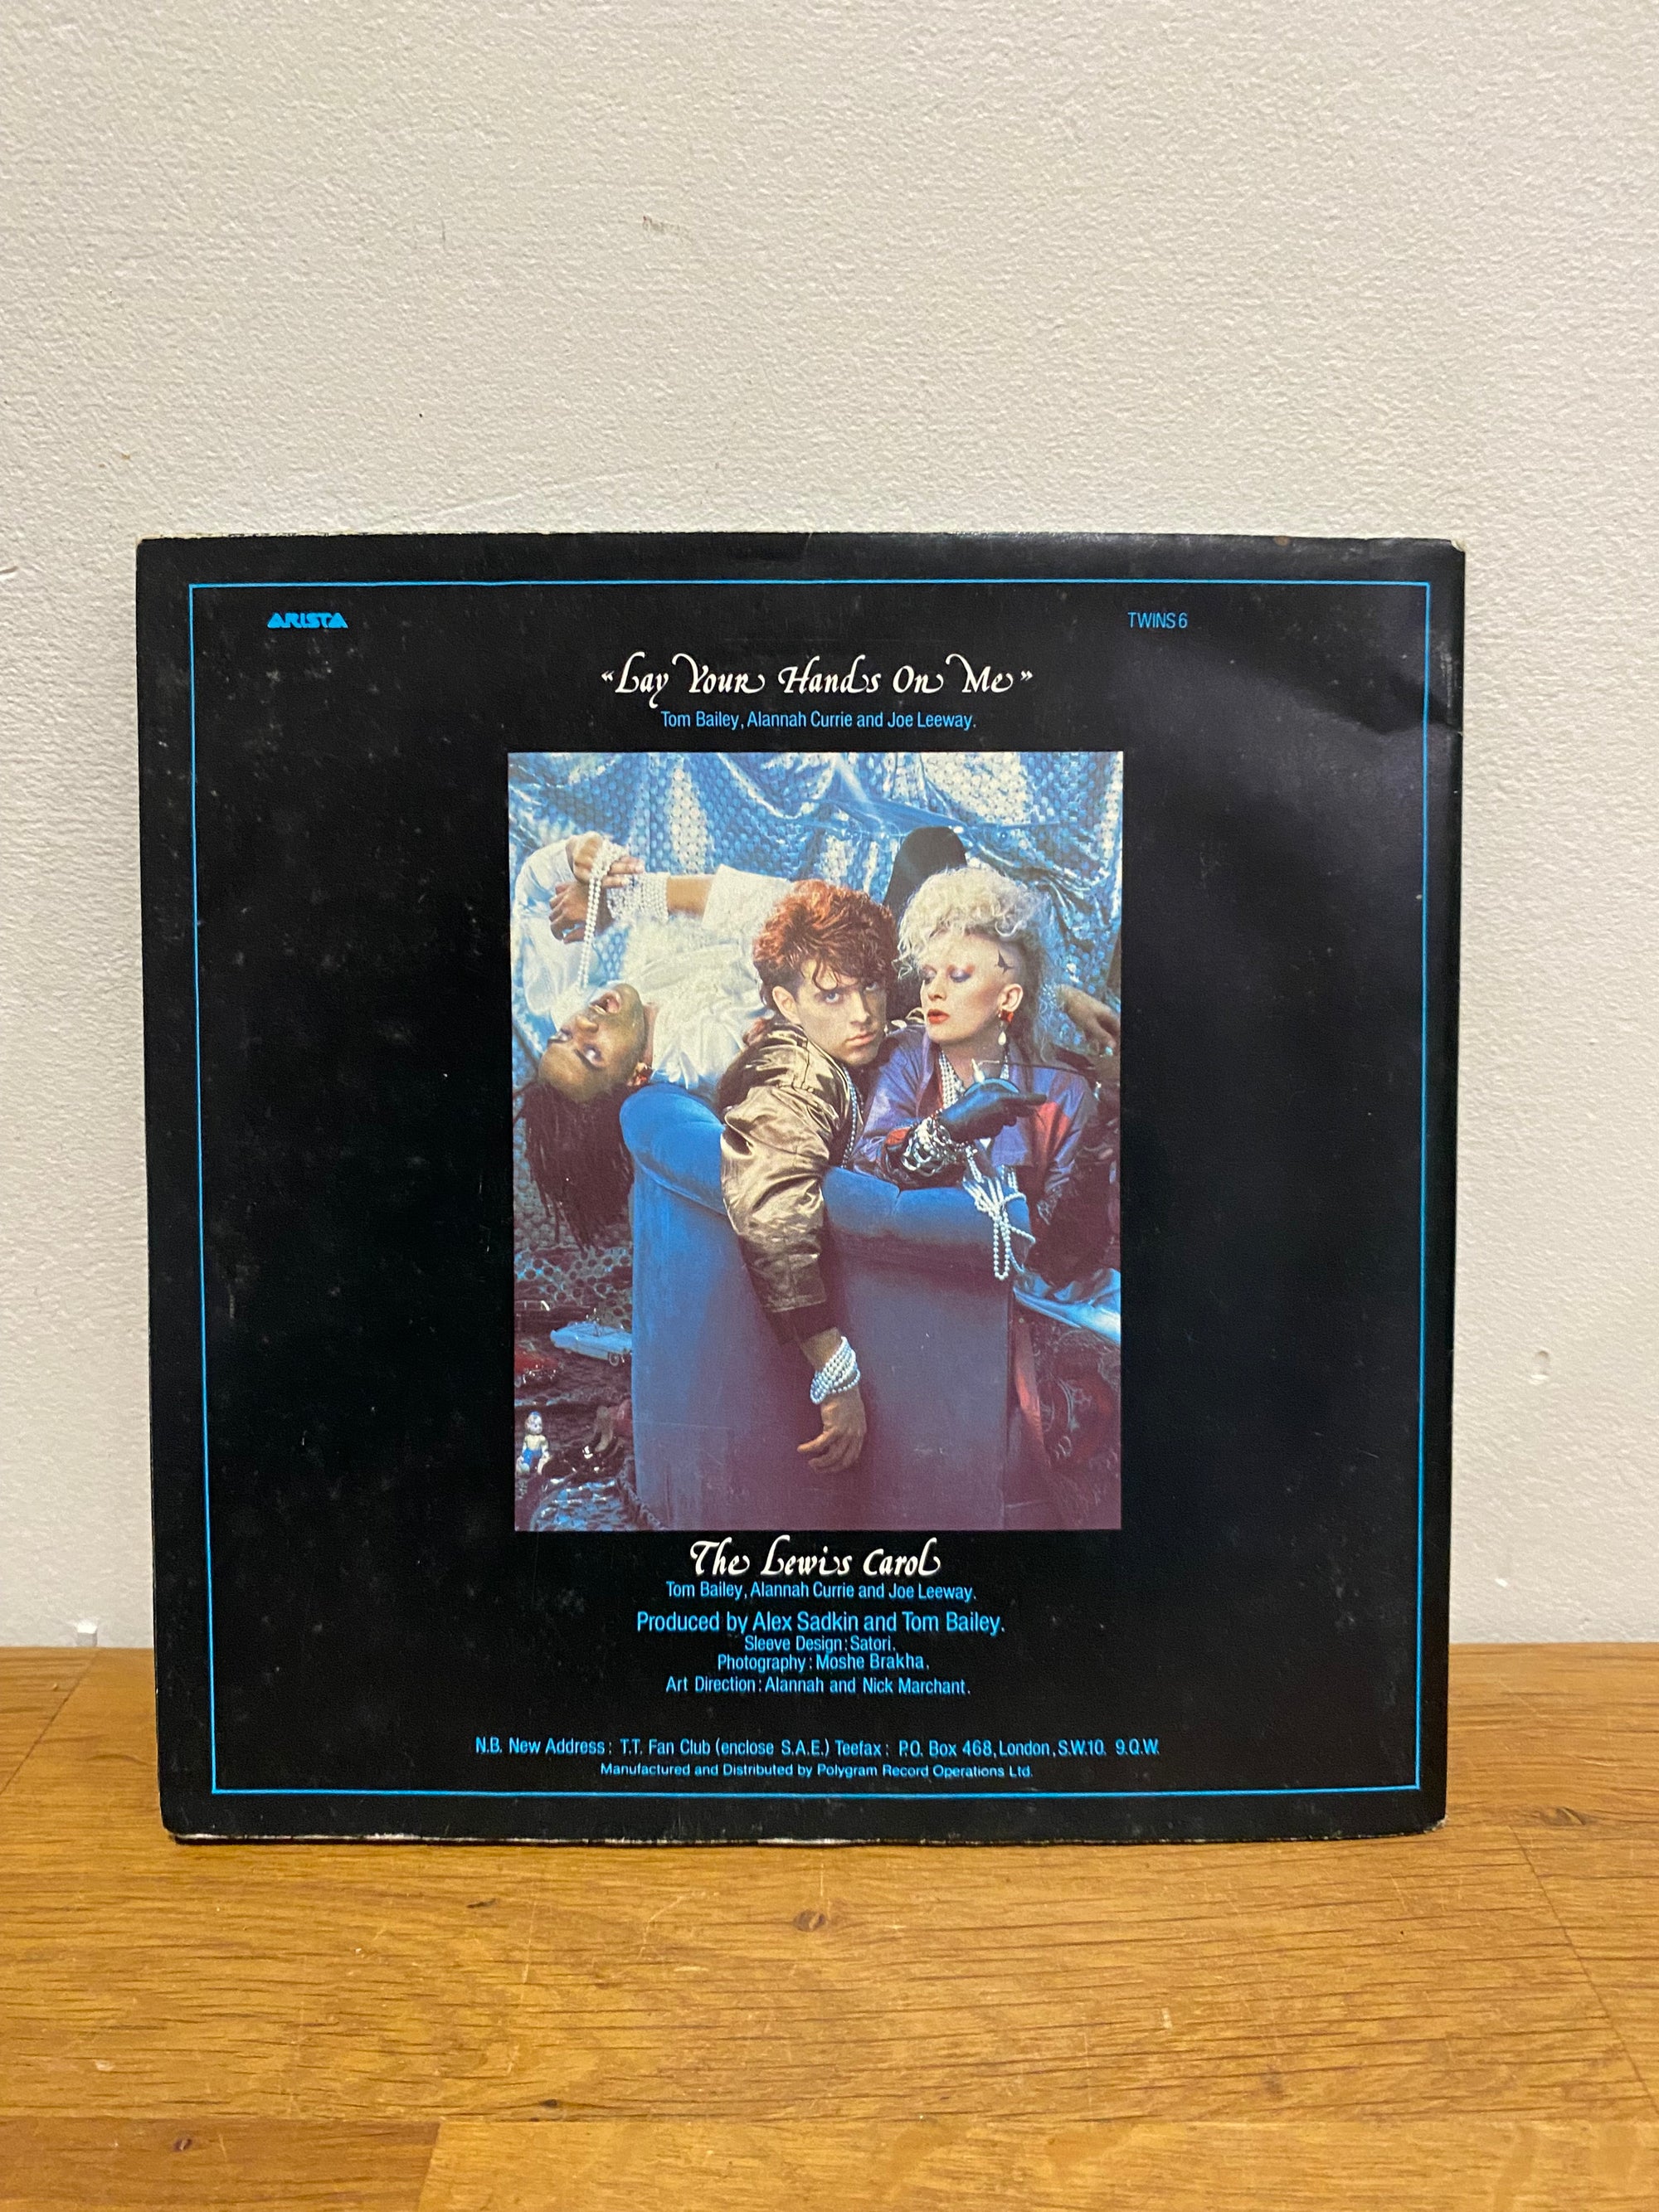 ARISTA
TWINS 6
“Lay Your Hands On Me”
Tom Bailey, Alannah Currie and Joe Leeway.
The Lewis Carol
Tom Bailey, Alannah Currie and Joe Leeway.
Produced by Alex Sadkin and Tom Bailey.
Sleeve Design: Satori.
Photography: Moshe Brakha.
Art Direction: Alannah and Nick Marchant.
N.B. New Address: T.T. Fan Club (enclose S.A.E.) Teefax: P.O. Box 468, London, S.W.10. 9.Q.W.
Manufactured and Distributed by Polygram Record Operations Ltd.